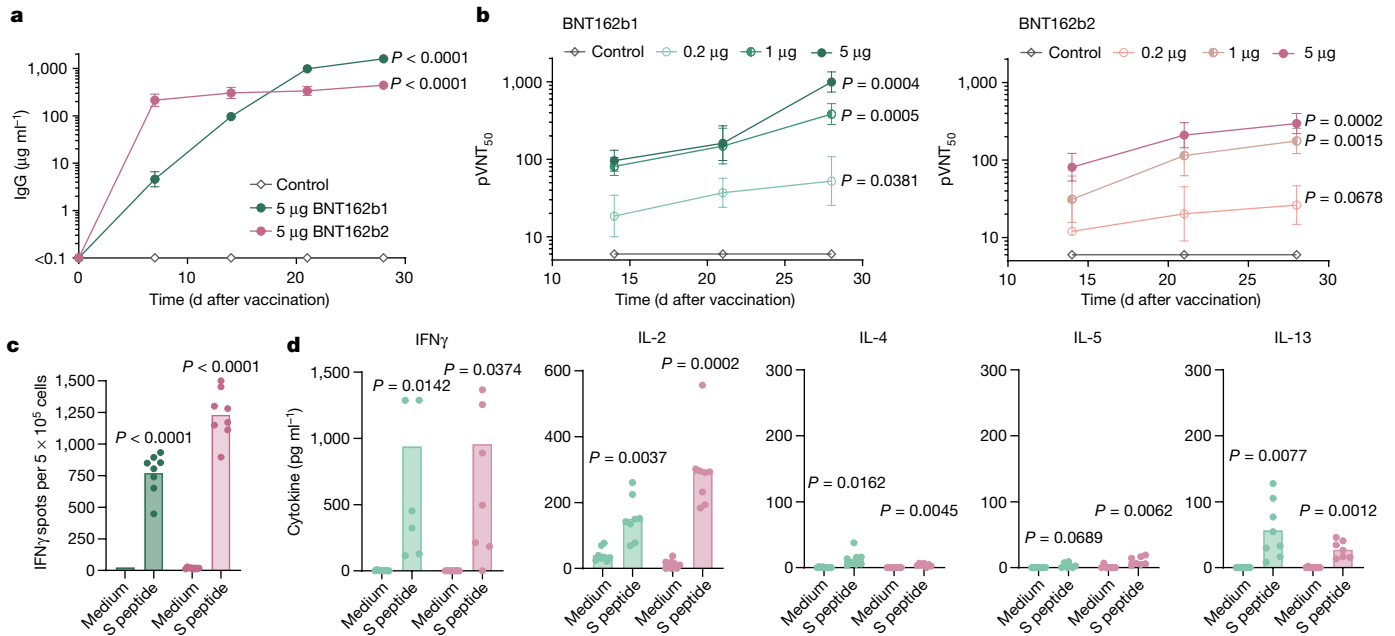 a
IgG (μg ml⁻¹)
1,000
100
10
1
<0.1
0
10
20
30
Time (d after vaccination)
P < 0.0001
P < 0.0001
Control
5 μg BNT162b1
5 μg BNT162b2
b
BNT162b1
Control 0.2 μg 1 μg 5 μg
pVNT₅₀
1,000
100
10
10 15 20 25 30
Time (d after vaccination)
P = 0.0004
P = 0.0005
P = 0.0381
BNT162b2
Control 0.2 μg 1 μg 5 μg
pVNT₅₀
1,000
100
10
10 15 20 25 30
Time (d after vaccination)
P = 0.0002
P = 0.0015
P = 0.0678
c
IFNγ spots per 5 × 10⁵ cells
1,500
1,250
1,000
750
500
250
0
P < 0.0001
P < 0.0001
Medium
S peptide
Medium
S peptide
d
Cytokine (pg ml⁻¹)
IFNγ
1,500
1,000
500
0
P = 0.0142
P = 0.0374
Medium
S peptide
Medium
S peptide
IL-2
600
400
200
0
P = 0.0037
P = 0.0002
Medium
S peptide
Medium
S peptide
IL-4
300
200
100
0
P = 0.0162
P = 0.0045
Medium
S peptide
Medium
S peptide
IL-5
300
200
100
0
P = 0.0689
P = 0.0062
Medium
S peptide
Medium
S peptide
IL-13
300
200
100
0
P = 0.0077
P = 0.0012
Medium
S peptide
Medium
S peptide